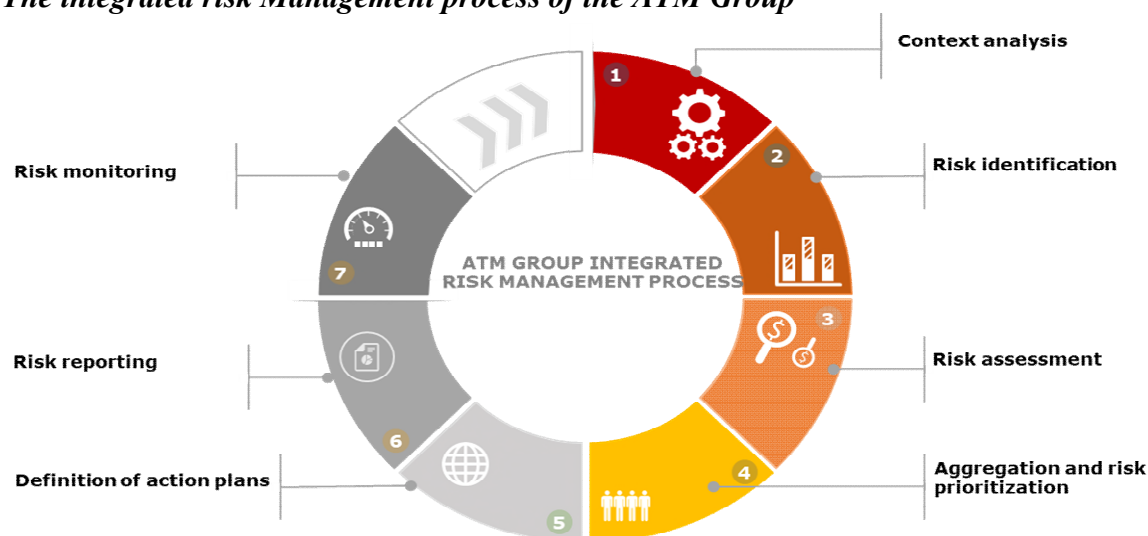 The integrated risk Management process of the ATM Group
1
Context analysis
2
Risk identification
3
Risk assessment
4
Aggregation and risk
prioritization
5
Definition of action plans
6
Risk reporting
7
Risk monitoring
ATM GROUP INTEGRATED
RISK MANAGEMENT PROCESS
$
$